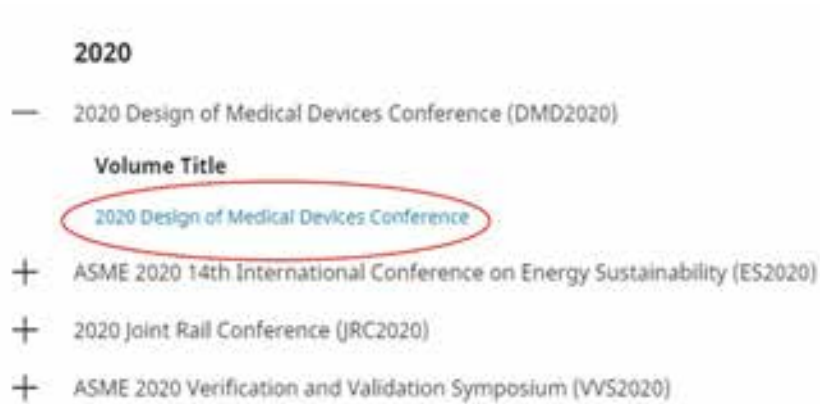 2020
2020 Design of Medical Devices Conference (DMD2020)
Volume Title
2020 Design of Medical Devices Conference
ASME 2020 14th International Conference on Energy Sustainability (ES2020)
2020 Joint Rail Conference (JRC2020)
ASME 2020 Verification and Validation Symposium (VVS2020)